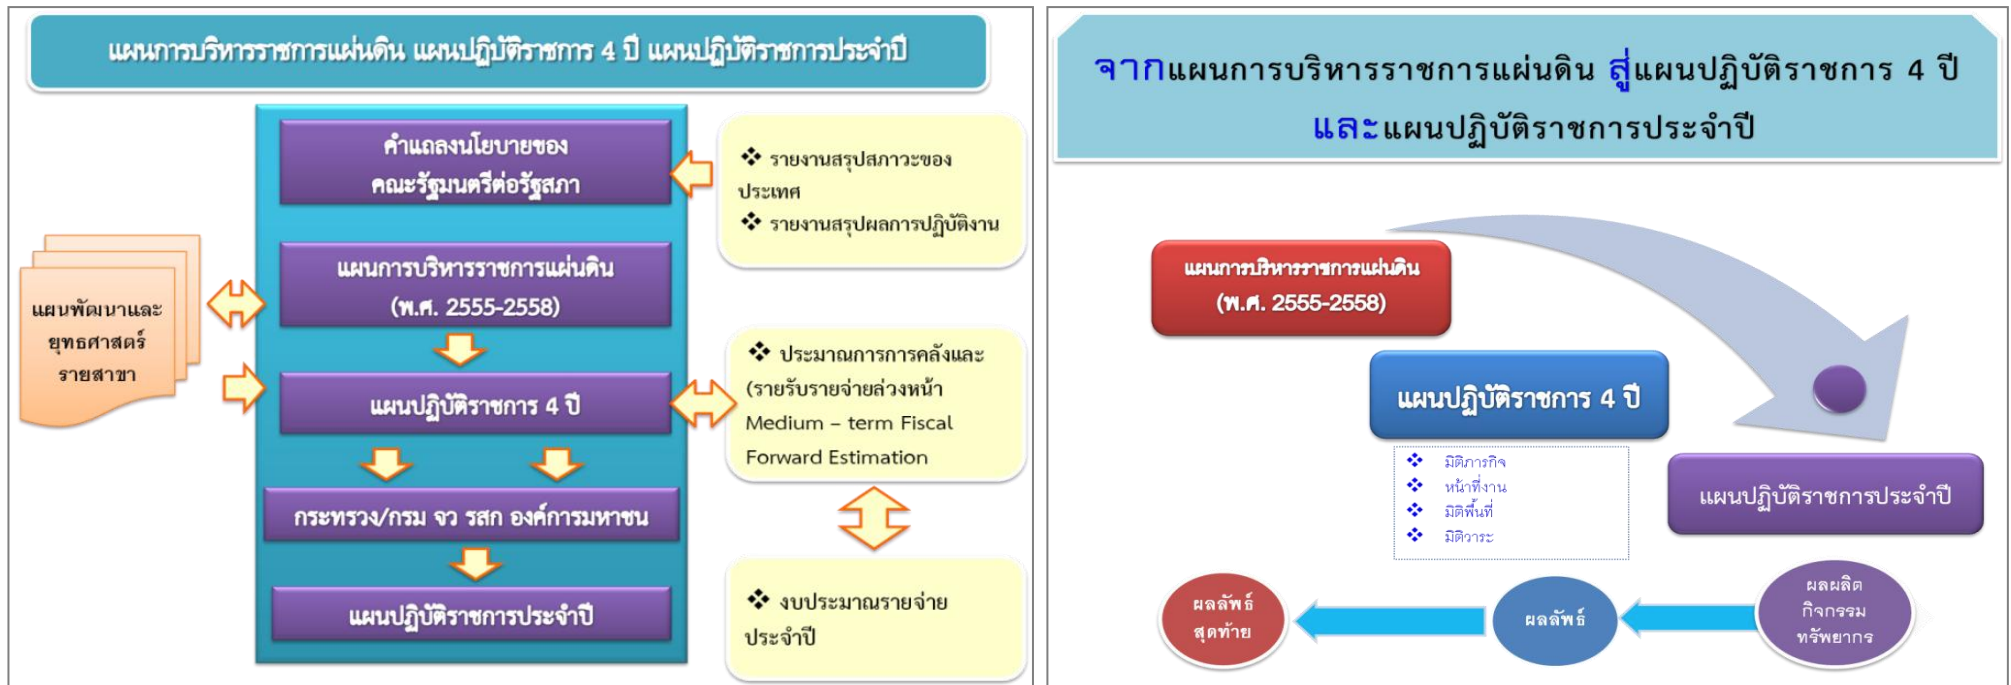 แผนการบริหารราชการแผ่นดิน แผนปฏิบัติราชการ 4 ปี แผนปฏิบัติราชการประจำปี
คำแถลงนโยบายของ
คณะรัฐมนตรีต่อรัฐสภา
❖ รายงานสรุปสภาวะของ
ประเทศ
❖ รายงานสรุปผลการปฏิบัติงาน
แผนการบริหารราชการแผ่นดิน
(พ.ศ. 2555-2558)
แผนพัฒนาและ
ยุทธศาสตร์
รายสาขา
แผนปฏิบัติราชการ 4 ปี
❖ ประมาณการการคลังและ
(รายรับรายจ่ายล่วงหน้า
Medium – term Fiscal
Forward Estimation
กระทรวง/กรม จว รสก องค์การมหาชน
แผนปฏิบัติราชการประจำปี
❖ งบประมาณรายจ่าย
ประจำปี
จากแผนการบริหารราชการแผ่นดิน สู่แผนปฏิบัติราชการ 4 ปี
และแผนปฏิบัติราชการประจำปี
แผนการบริหารราชการแผ่นดิน
(พ.ศ. 2555-2558)
แผนปฏิบัติราชการ 4 ปี
❖ มิติภารกิจ
❖ หน้าที่งาน
❖ มิติพื้นที่
❖ มิติวาระ
แผนปฏิบัติราชการประจำปี
ผลลัพธ์
สุดท้าย
ผลลัพธ์
ผลผลิต
กิจกรรม
ทรัพยากร